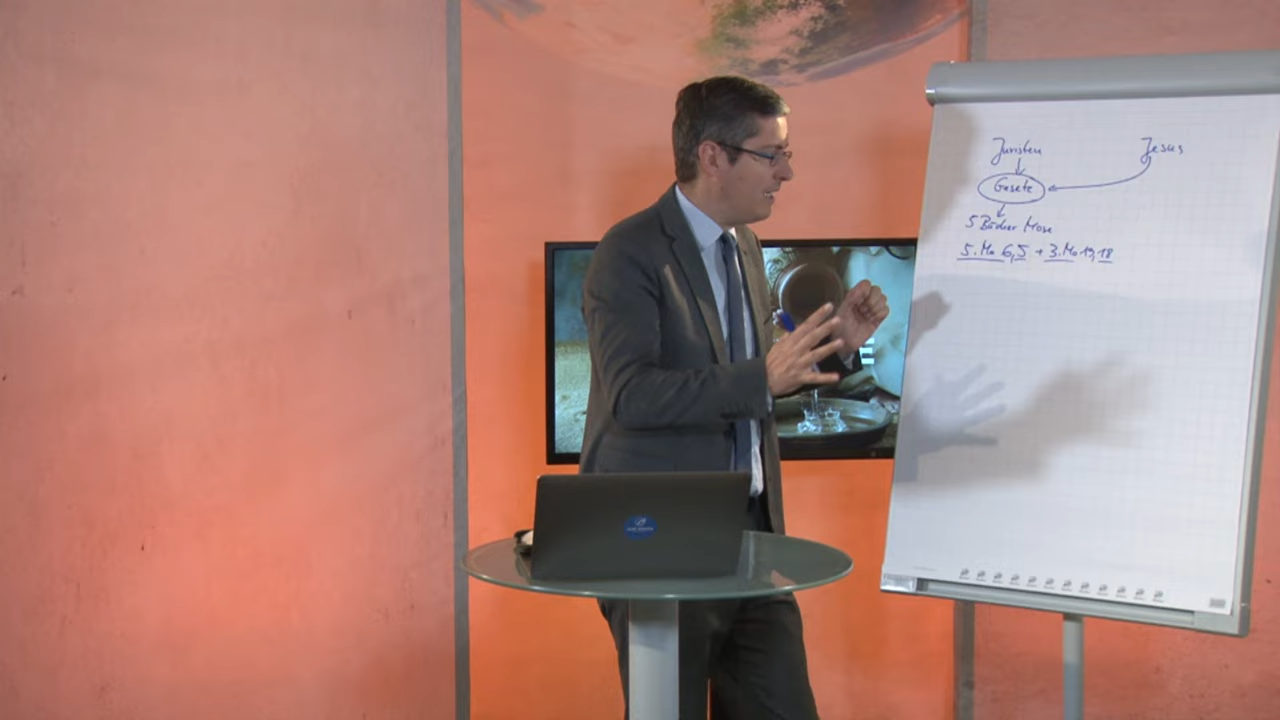 Juristen Jesus
Gesetz
5 Bücher Mose
5. Mo 6,5 + 3. Mo 19,18